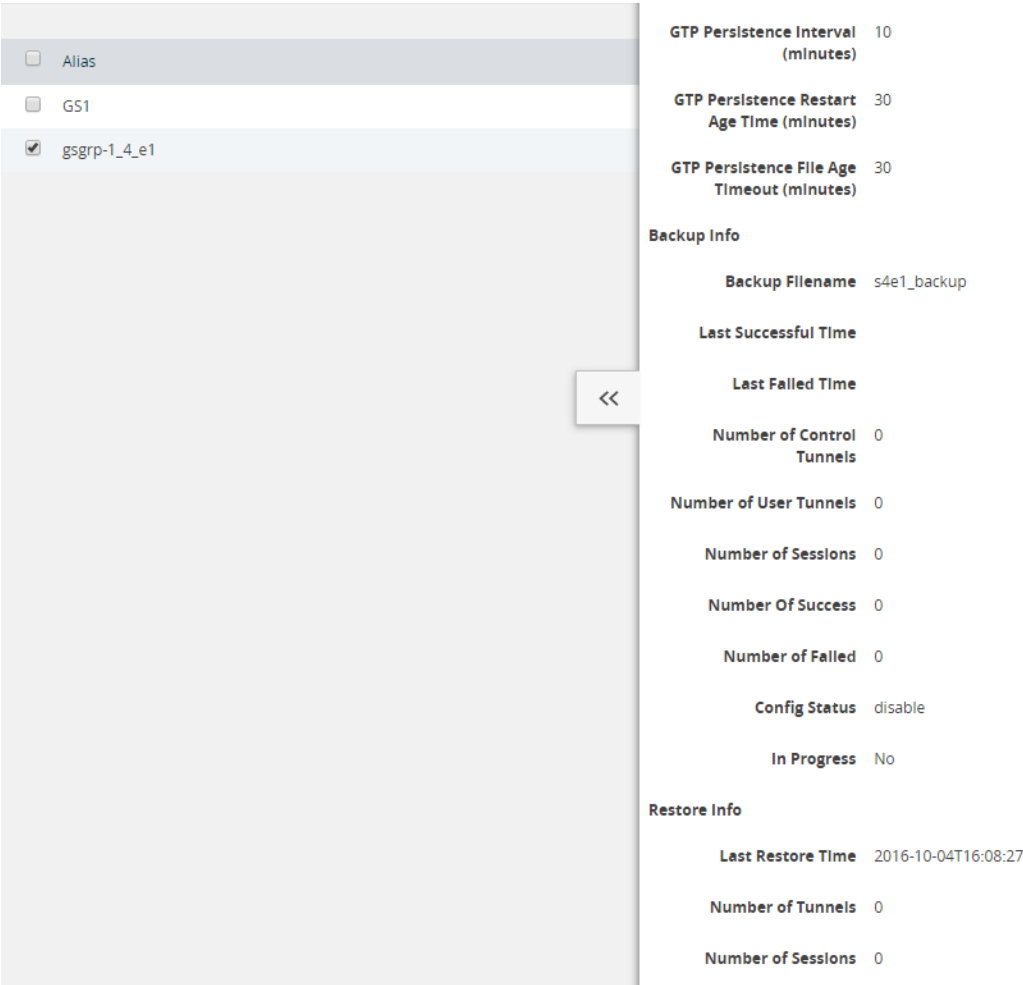 Alias
GS1
gsgrp-1_4_e1
GTP Persistence Interval 10
(minutes)
GTP Persistence Restart 30
Age Time (minutes)
GTP Persistence File Age 30
Timeout (minutes)
Backup Info
Backup Filename s4e1_backup
Last Successful Time
Last Failed Time
Number of Control 0
Tunnels
Number of User Tunnels 0
Number of Sessions 0
Number Of Success 0
Number of Failed 0
Config Status disable
In Progress No
Restore Info
Last Restore Time 2016-10-04T16:08:27
Number of Tunnels 0
Number of Sessions 0